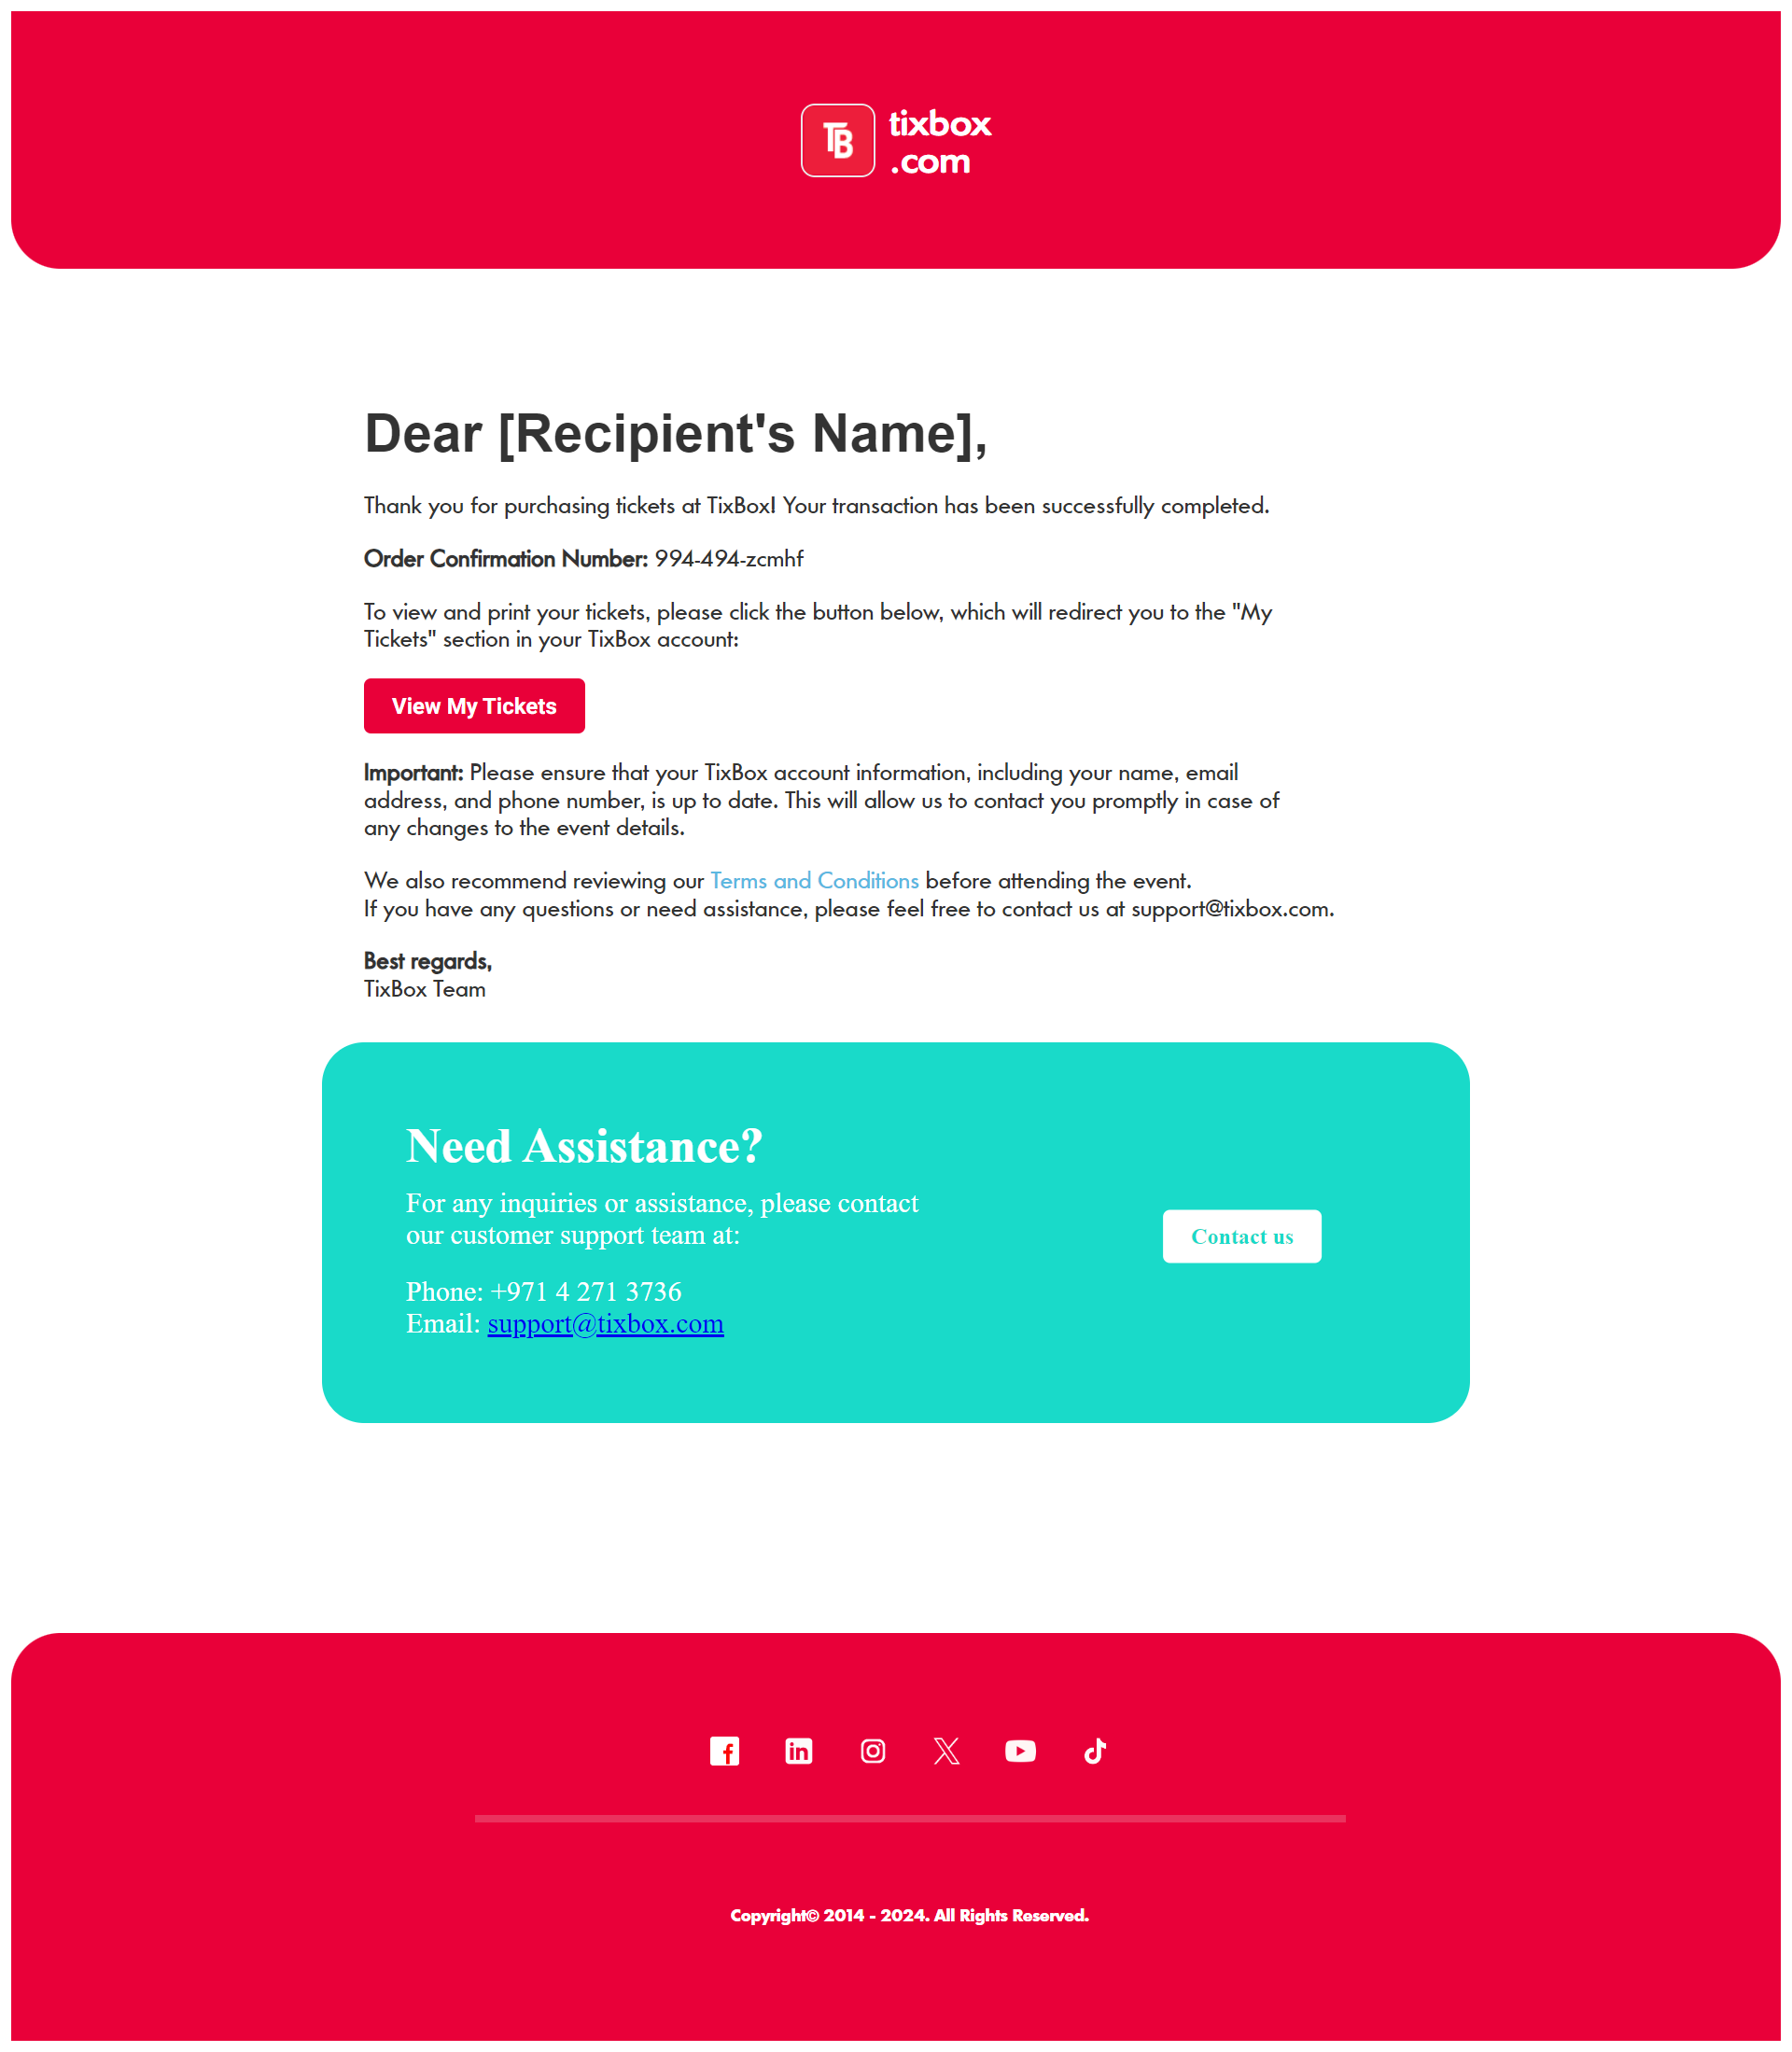 TB
tixbox
.com
Dear [Recipient's Name],
Thank you for purchasing tickets at TixBox! Your transaction has been successfully completed.
Order Confirmation Number: 994-494-zcmhf
To view and print your tickets, please click the button below, which will redirect you to the "My
Tickets" section in your TixBox account:
View My Tickets
Important: Please ensure that your TixBox account information, including your name, email
address, and phone number, is up to date. This will allow us to contact you promptly in case of
any changes to the event details.
We also recommend reviewing our Terms and Conditions before attending the event.
If you have any questions or need assistance, please feel free to contact us at support@tixbox.com.
Best regards,
TixBox Team
Need Assistance?
For any inquiries or assistance, please contact
our customer support team at:
Phone: +971 4 271 3736
Email: support@tixbox.com
Contact us
Copyright© 2014 - 2024. All Rights Reserved.